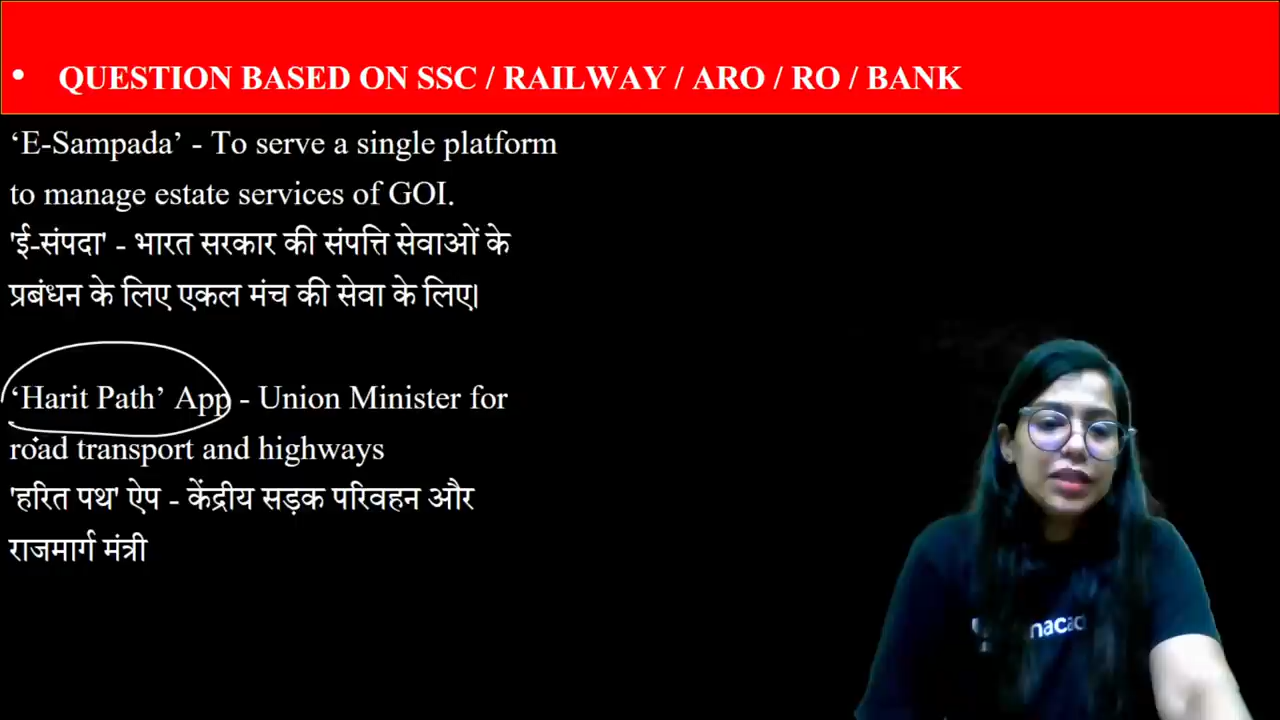 • QUESTION BASED ON SSC / RAILWAY / ARO / RO / BANK
‘E-Sampada’ - To serve a single platform
to manage estate services of GOI.
'ई-संपदा' - भारत सरकार की संपत्ति सेवाओं के
प्रबंधन के लिए एकल मंच की सेवा के लिए।
‘Harit Path’ App - Union Minister for
road transport and highways
'हरित पथ' ऐप - केंद्रीय सड़क परिवहन और
राजमार्ग मंत्री